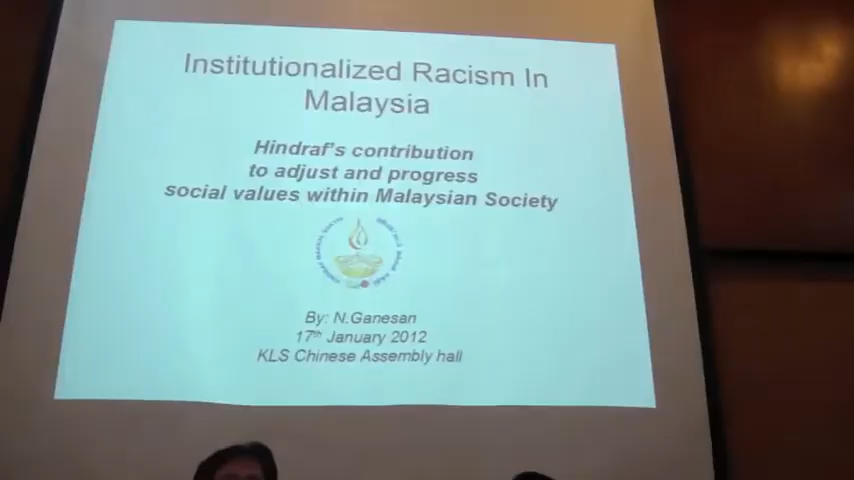 Institutionalized Racism In
Malaysia
Hindraf's contribution
to adjust and progress
social values within Malaysian Society
By: N.Ganesan
17th January 2012
KLS Chinese Assembly hall